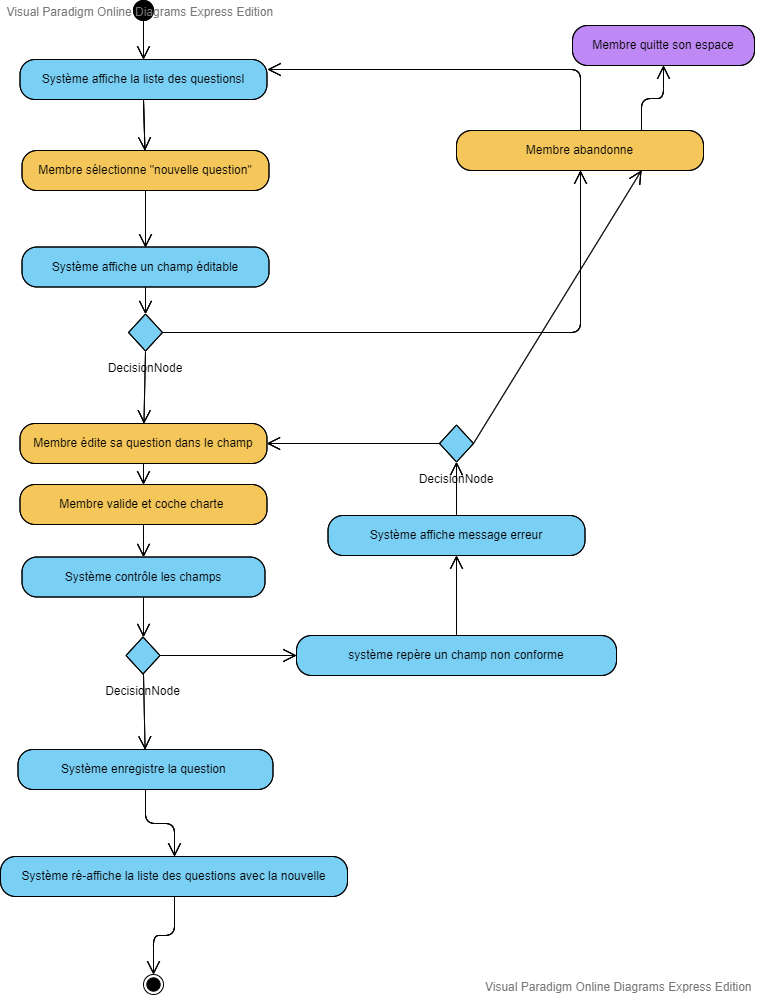 Visual Paradigm Online Diagrams Express Edition
Membre quitte son espace
Système affiche la liste des questionsl
Membre abandonne
Membre sélectionne "nouvelle question"
Système affiche un champ éditable
DecisionNode
Membre édite sa question dans le champ
DecisionNode
Membre valide et coche charte
Système affiche message erreur
Système contrôle les champs
système repère un champ non conforme
DecisionNode
Système enregistre la question
Système ré-affiche la liste des questions avec la nouvelle
Visual Paradigm Online Diagrams Express Edition